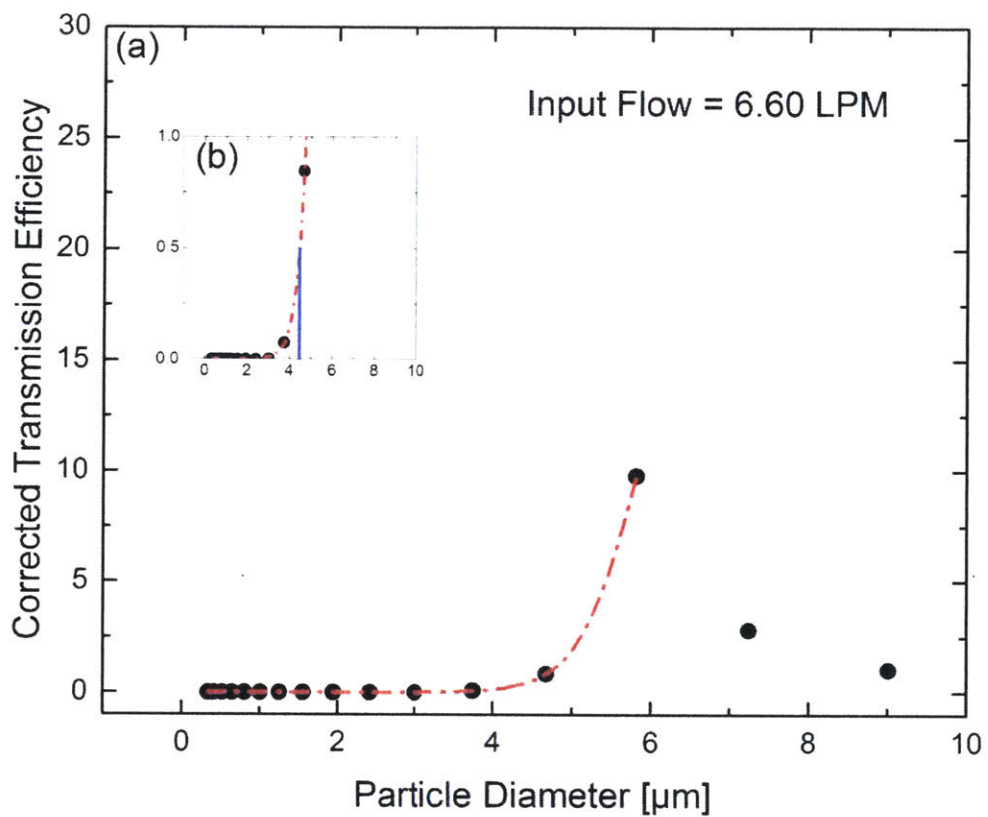 (a)
Input Flow = 6.60 LPM
Corrected Transmission Efficiency
30
25
20
15
10
5
0
(b)
1.0
0.5
0.0
0 2 4 6 8 10
0 2 4 6 8 10
Particle Diameter [µm]